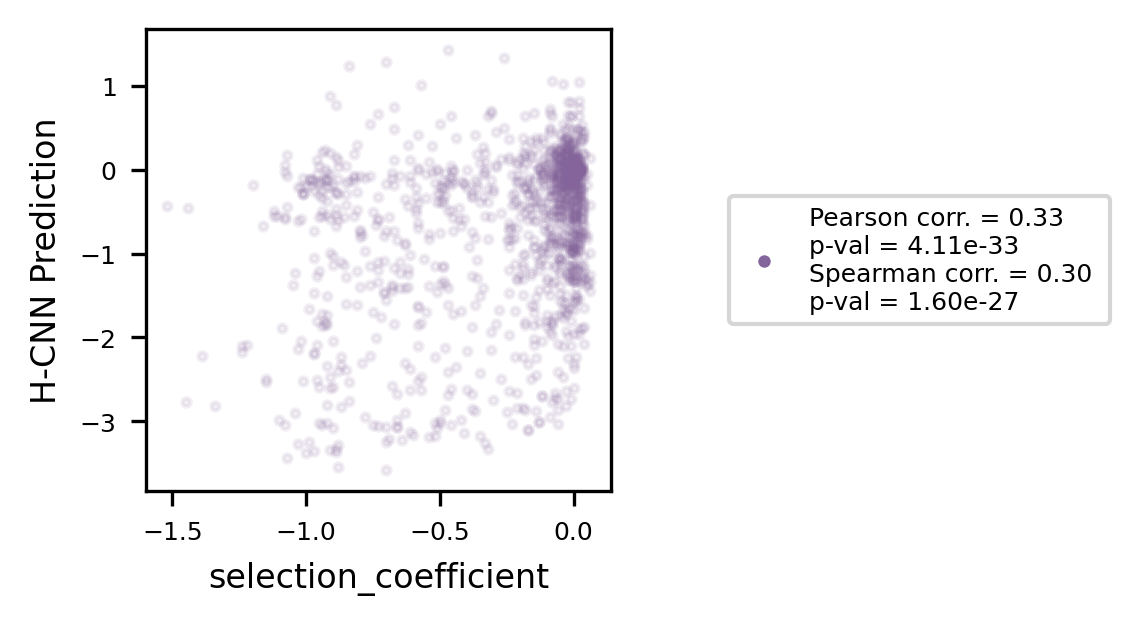 H-CNN Prediction
1
0
−1
−2
−3
−1.5
−1.0
−0.5
0.0
selection_coefficient
Pearson corr. = 0.33
p-val = 4.11e-33
Spearman corr. = 0.30
p-val = 1.60e-27